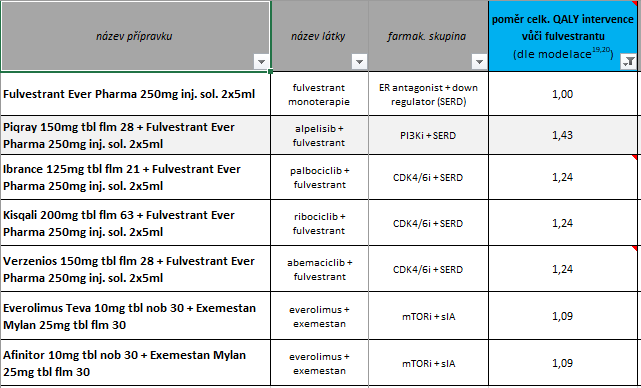 název přípravku
název látky
farmak. skupina
poměr celk. QALY intervence
vůči fulvestrantu
(dle modelace19,20)
Fulvestrant Ever Pharma 250mg inj. sol. 2x5ml
fulvestrant
monoterapie
ER antagonist + down
regulator (SERD)
1,00
Piqray 150mg tbl flm 28 + Fulvestrant Ever
Pharma 250mg inj. sol. 2x5ml
alpelisib +
fulvestrant
PI3Ki + SERD
1,43
Ibrance 125mg tbl flm 21 + Fulvestrant Ever
Pharma 250mg inj. sol. 2x5ml
palbociclib +
fulvestrant
CDK4/6i + SERD
1,24
Kisqali 200mg tbl flm 63 + Fulvestrant Ever
Pharma 250mg inj. sol. 2x5ml
ribociclib +
fulvestrant
CDK4/6i + SERD
1,24
Verzenios 150mg tbl flm 28 + Fulvestrant Ever
Pharma 250mg inj. sol. 2x5ml
abemaciclib +
fulvestrant
CDK4/6i + SERD
1,24
Everolimus Teva 10mg tbl nob 30 + Exemestan
Mylan 25mg tbl flm 30
everolimus +
exemestan
mTORi + sIA
1,09
Afinitor 10mg tbl nob 30 + Exemestan Mylan
25mg tbl flm 30
everolimus +
exemestan
mTORi + sIA
1,09